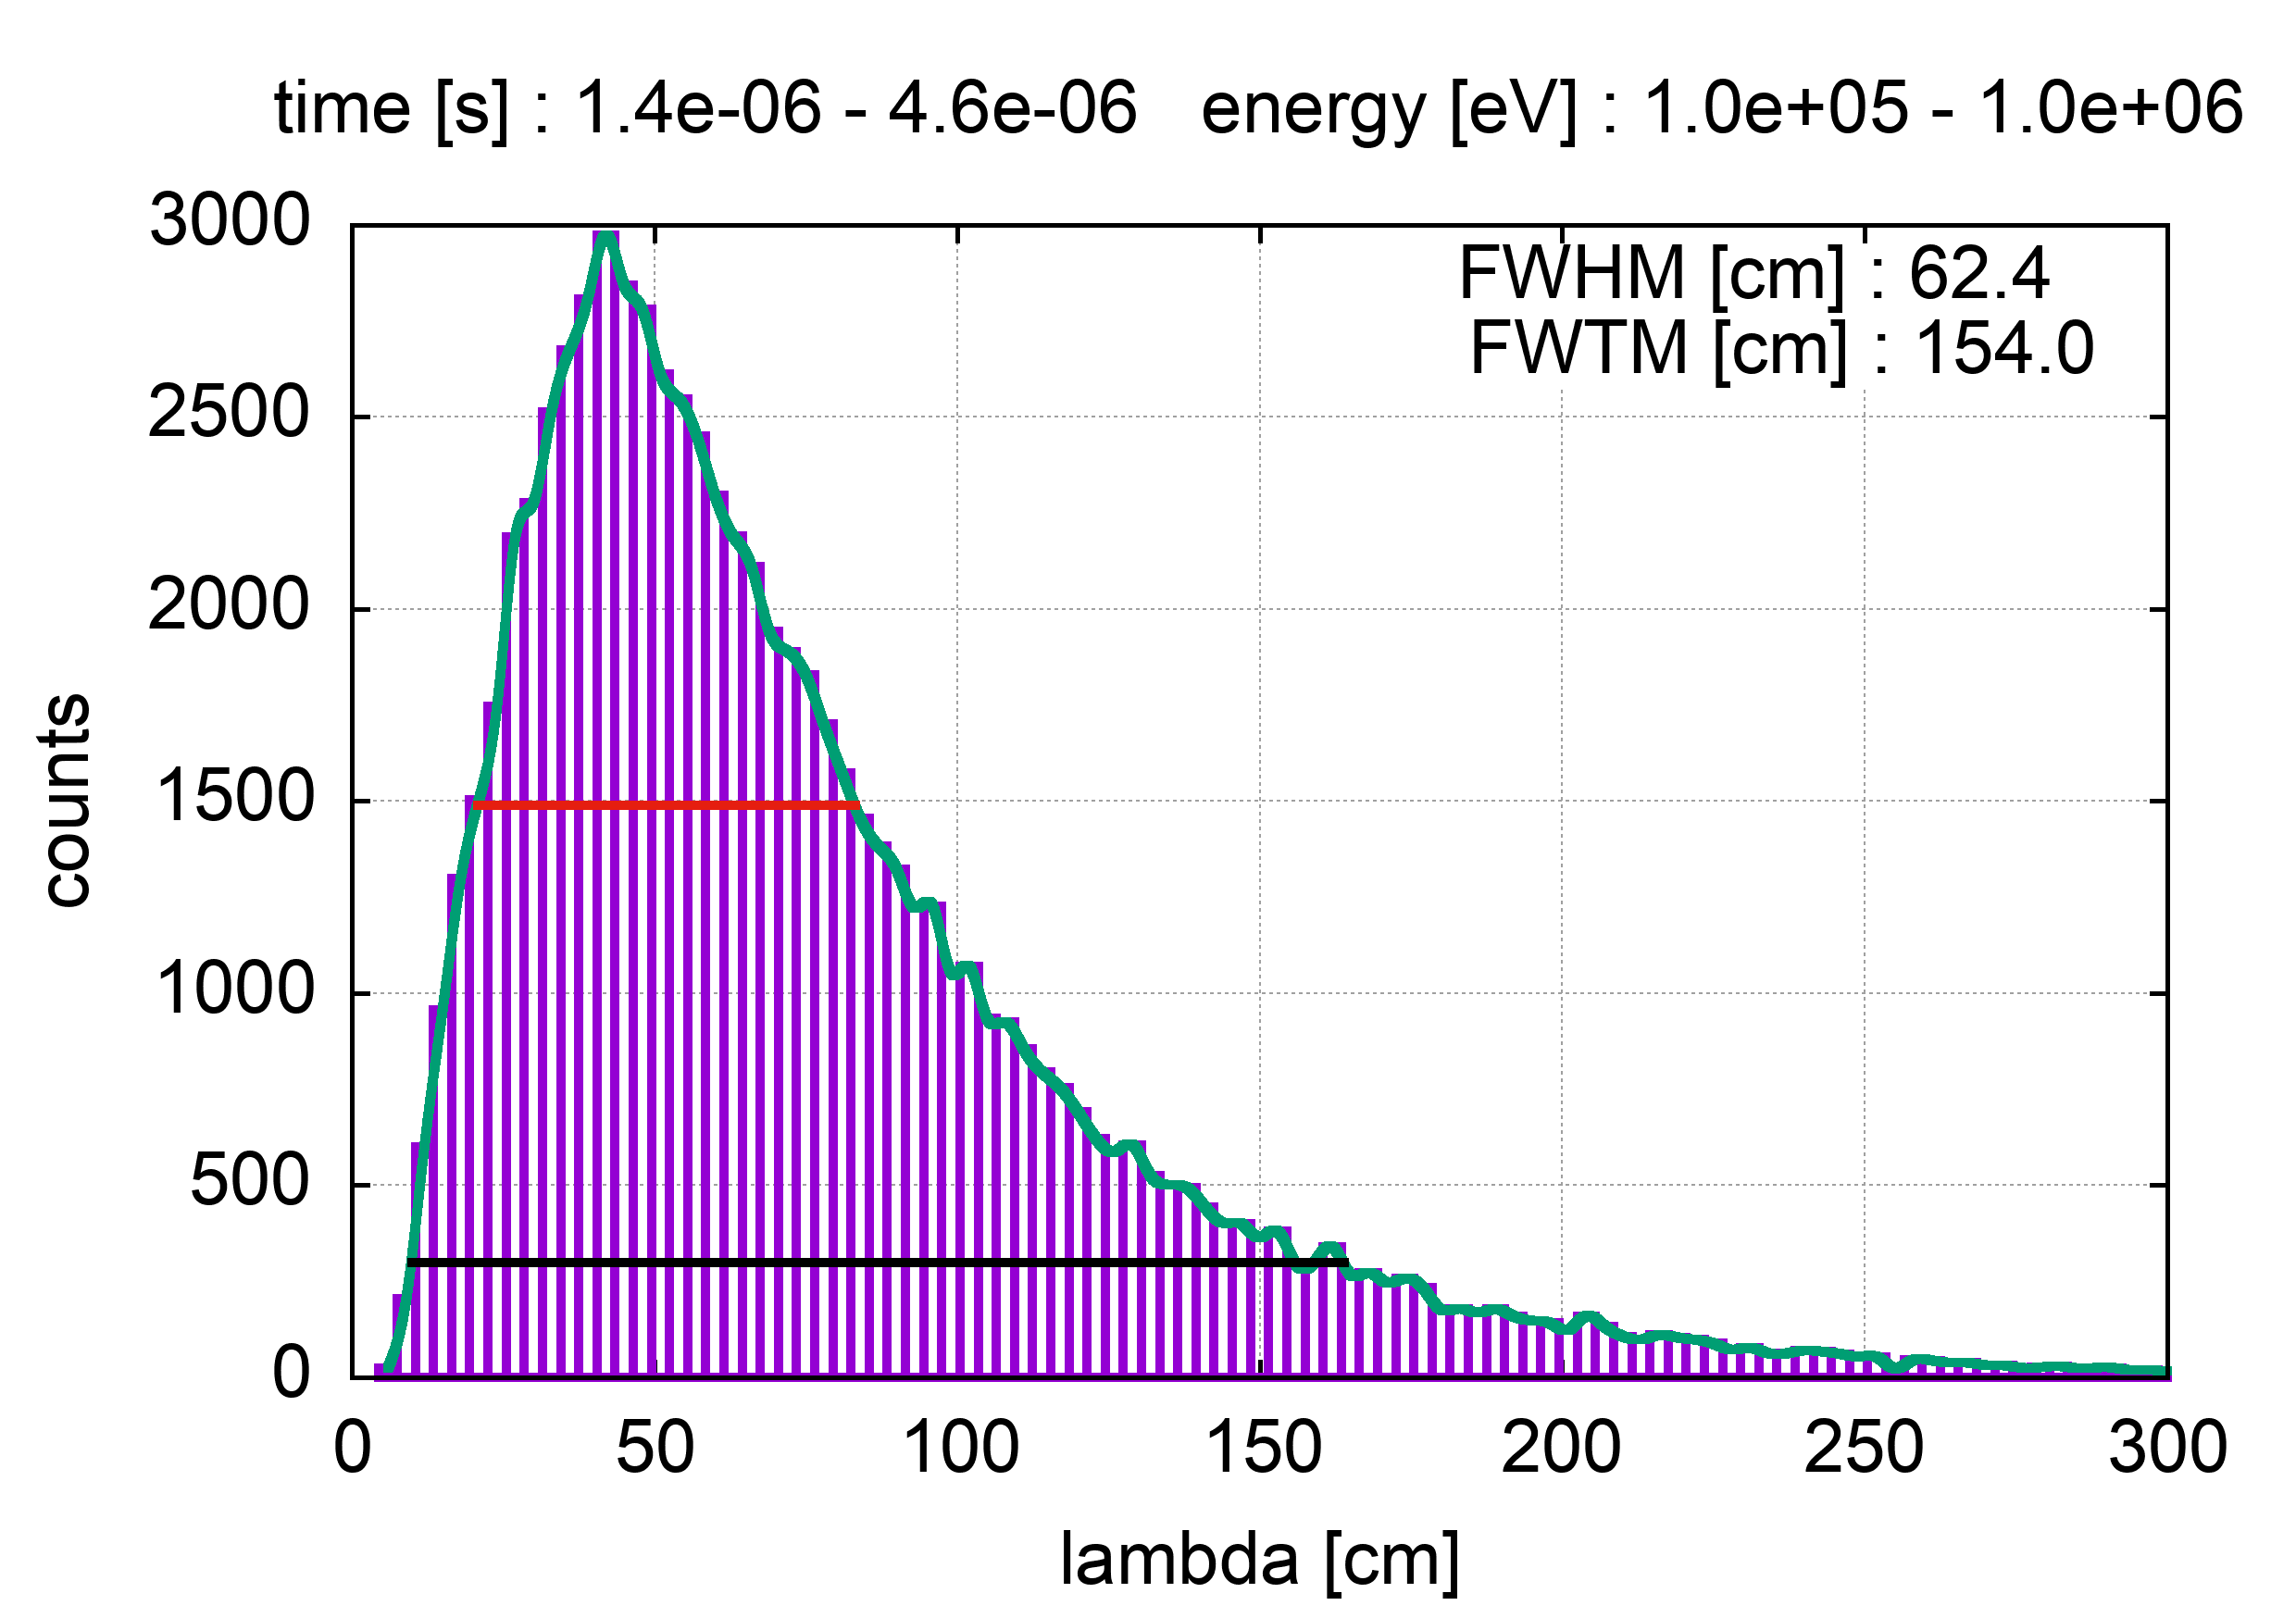 time [s] : 1.4e-06 - 4.6e-06   energy [eV] : 1.0e+05 - 1.0e+06
FWHM [cm] : 62.4
FWTM [cm] : 154.0
3000
2500
2000
1500
1000
500
0
counts
0 50 100 150 200 250 300
lambda [cm]